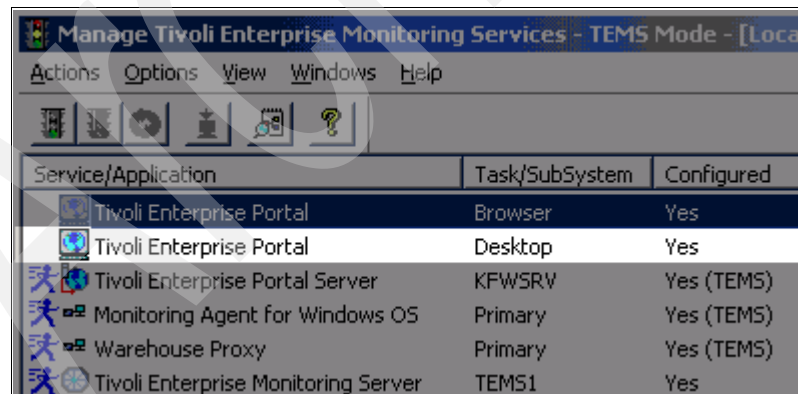 Manage Tivoli Enterprise Monitoring Services - TEMS Mode - [Loca
Actions Options View Windows Help
Service/Application Task/SubSystem Configured
Tivoli Enterprise Portal Browser Yes
Tivoli Enterprise Portal Desktop Yes
Tivoli Enterprise Portal Server KFWSRV Yes (TEMS)
Monitoring Agent for Windows OS Primary Yes (TEMS)
Warehouse Proxy Primary Yes (TEMS)
Tivoli Enterprise Monitoring Server TEMS1 Yes